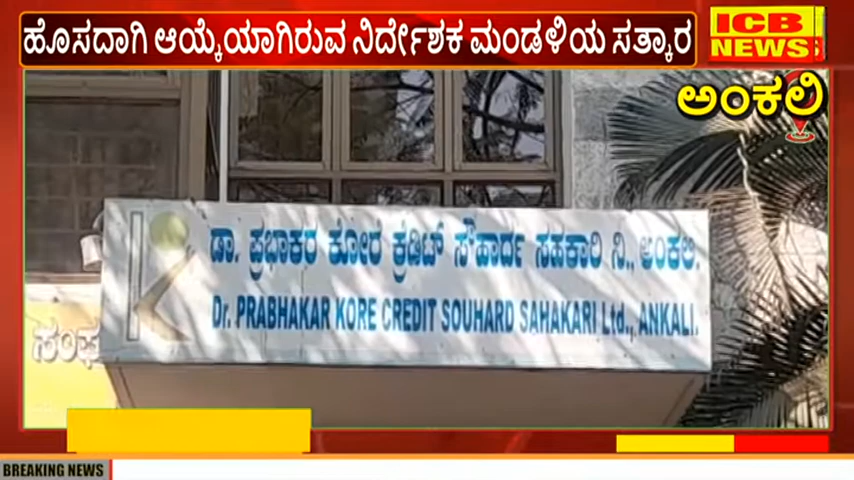 ಹೊಸದಾಗಿ ಆಯ್ಕೆಯಾಗಿರುವ ನಿರ್ದೇಶಕ ಮಂಡಳಿಯ ಸತ್ಕಾರ
ICB
NEWS
ಅಂಕಲಿ
ಡಾ. ಪ್ರಭಾಕರ ಕೋರೆ ಕ್ರೆಡಿಟ್ ಸೌಹಾರ್ದ ಸಹಕಾರಿ ನಿ., ಅಂಕಲಿ.
Dr. PRABHAKAR KORE CREDIT SOUHARD SAHAKARI Ltd., ANKALI.
ಸಂಘ
BREAKING NEWS